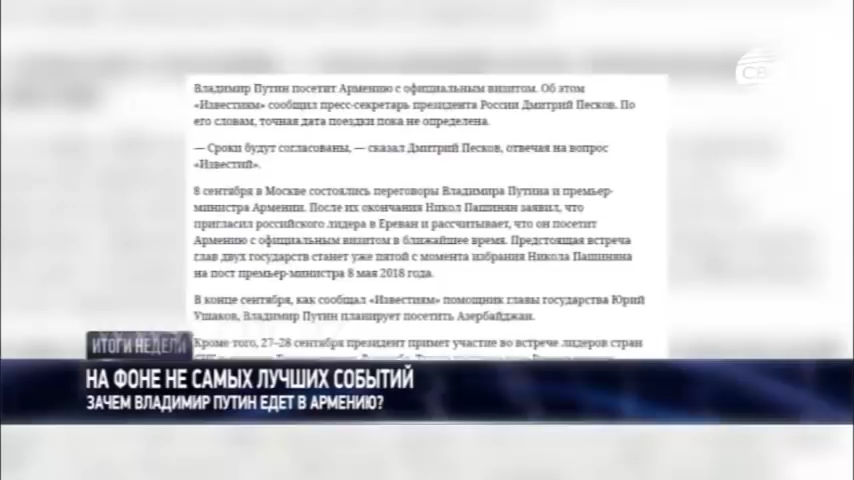 CBC
Владимир Путин посетит Армению с официальным визитом. Об этом
«Известиям» сообщил пресс-секретарь президента России Дмитрий Песков. По
его словам, точная дата поездки пока не определена.
— Сроки будут согласованы, — сказал Дмитрий Песков, отвечая на вопрос
«Известий».
8 сентября в Москве состоялись переговоры Владимира Путина и премьер-
министра Армении. После их окончания Никол Пашинян заявил, что
пригласил российского лидера в Ереван и рассчитывает, что он посетит
Армению с официальным визитом в ближайшее время. Предстоящая встреча
глав двух государств станет уже пятой с момента избрания Никола Пашиняна
на пост премьер-министра 8 мая 2018 года.
В конце сентября, как сообщал «Известиям» помощник главы государства Юрий
Ушаков, Владимир Путин планирует посетить Азербайджан.
Кроме того, 27–28 сентября президент примет участие во встрече лидеров стран
ИТОГИ НЕДЕЛИ
НА ФОНЕ НЕ САМЫХ ЛУЧШИХ СОБЫТИЙ
ЗАЧЕМ ВЛАДИМИР ПУТИН ЕДЕТ В АРМЕНИЮ?